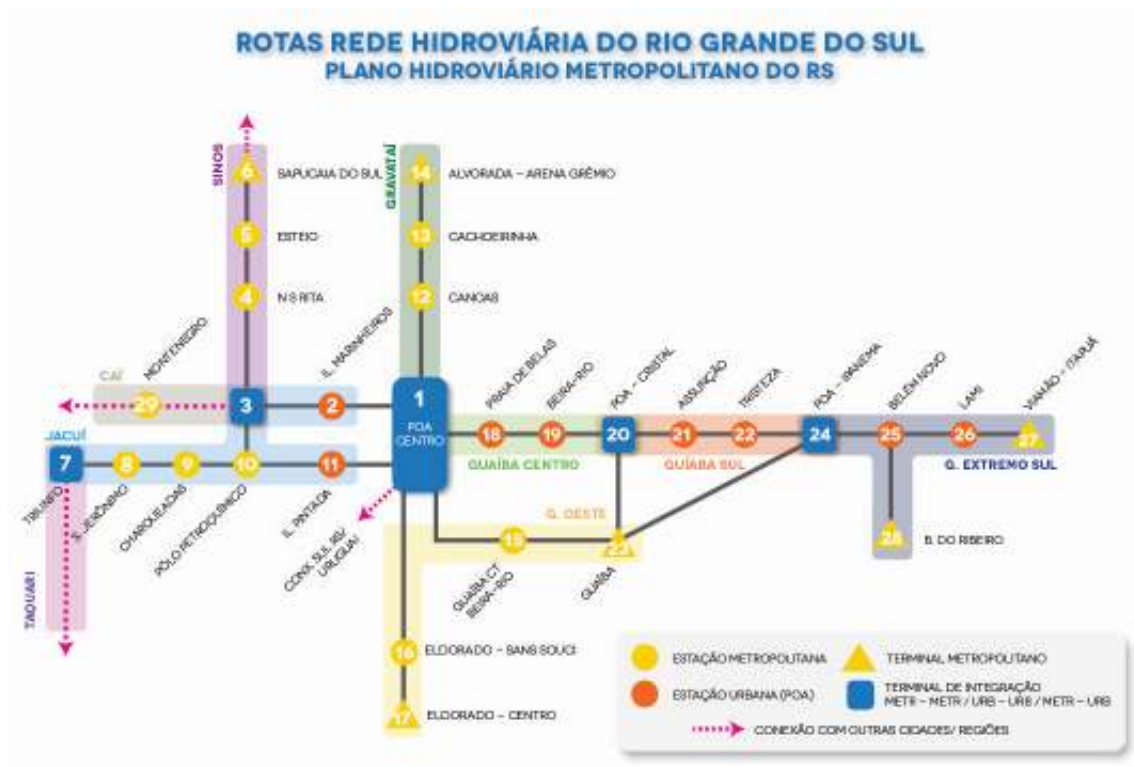 ROTAS REDE HIDROVIÁRIA DO RIO GRANDE DO SUL
PLANO HIDROVIÁRIO METROPOLITANO DO RS
SINOS
6
SAPUCAIA DO SUL
5
ESTEIO
4
N S RITA
GRAVATAÍ
14
ALVORADA – ARENA GRÊMIO
13
CACHOEIRINHA
12
CANOAS
CAÍ
MONTENEGRO
29
3
IL. MARINHEIROS
2
1
POA
CENTRO
PRAIA DE BELAS
18
BEIRA-RIO
19
POA – CRISTAL
20
ASSUNÇÃO
21
TRISTEZA
22
POA – IPANEMA
24
BELÉM NOVO
25
LAMI
26
VIAMÃO – ITAPUÃ
27
GUAÍBA CENTRO
GUÍABA SUL
G. EXTREMO SUL
JACUÍ
7
TRIUNFO
8
S. JERÔNIMO
9
CHARQUEADAS
10
PÓLO PETROQUÍMICO
11
IL. PINTADA
CONX. SUL RS/
URUGUAI
TAQUARI
G. OESTE
15
GUAÍBA CT
BEIRA-RIO
23
GUAÍBA
28
B. DO RIBEIRO
16
ELDORADO – SANS SOUCI
17
ELDORADO – CENTRO
ESTAÇÃO METROPOLITANA
TERMINAL METROPOLITANO
ESTAÇÃO URBANA (POA)
TERMINAL DE INTEGRAÇÃO
METR – METR / URB – URB / METR – URB
CONEXÃO COM OUTRAS CIDADES/ REGIÕES